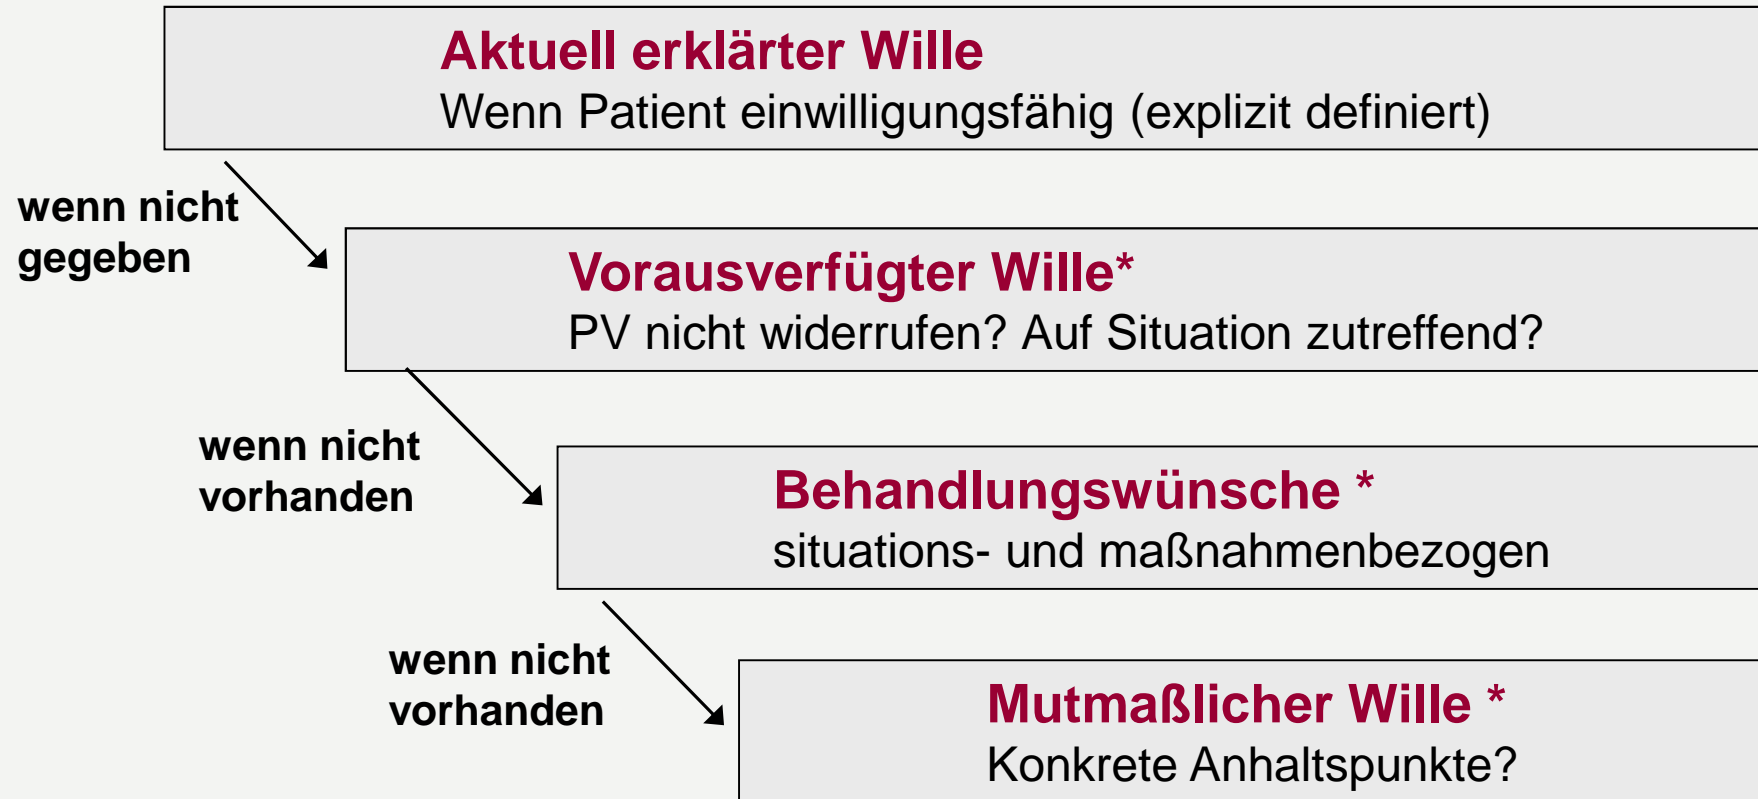 Aktuell erklärter Wille
Wenn Patient einwilligungsfähig (explizit definiert)
wenn nicht
gegeben
Vorausverfügter Wille*
PV nicht widerrufen? Auf Situation zutreffend?
wenn nicht
vorhanden
Behandlungswünsche *
situations- und maßnahmenbezogen
wenn nicht
vorhanden
Mutmaßlicher Wille *
Konkrete Anhaltspunkte?